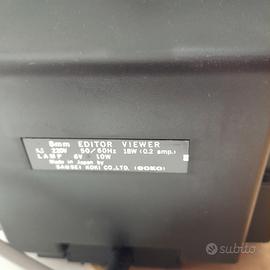 8mm EDITOR VIEWER
220V 50/60Hz 18W (0.2 amp.)
LAMP 6V 10W
Made in Japan by
SANSEI KOKI CO.,LTD. (GOKO)
subito